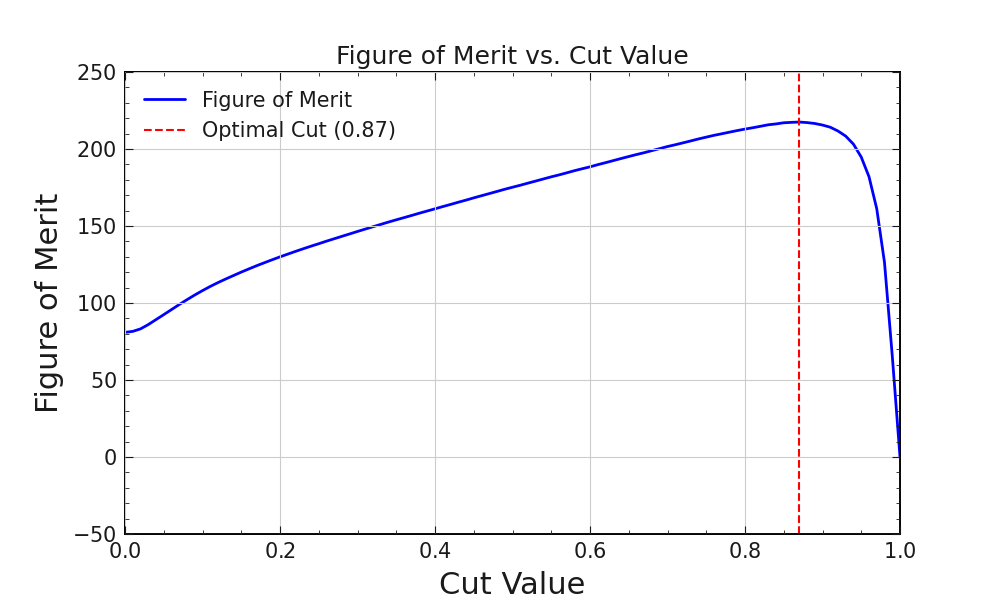 Figure of Merit vs. Cut Value
Figure of Merit
Optimal Cut (0.87)
Figure of Merit
250
200
150
100
50
0
−50
0.0 0.2 0.4 0.6 0.8 1.0
Cut Value